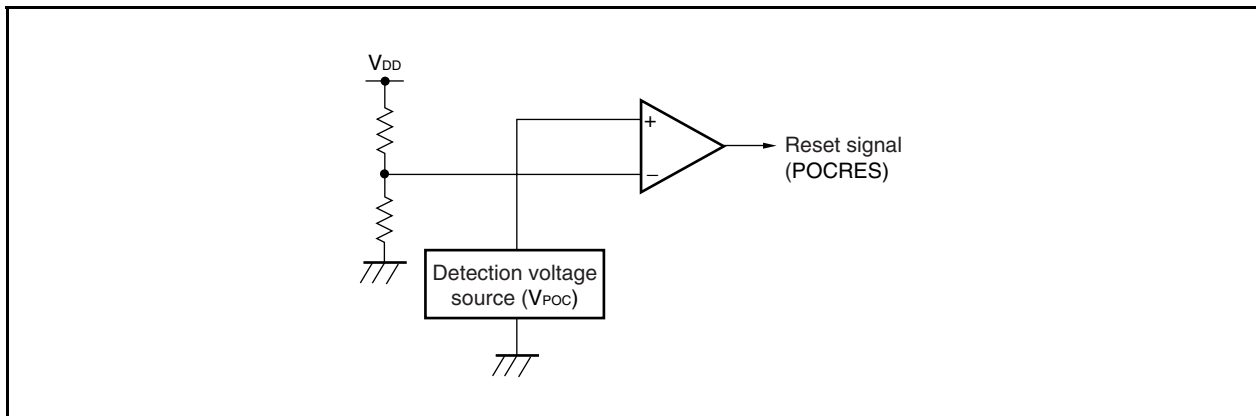 VDD
+
−
Reset signal
(POCRES)
Detection voltage
source (VPOC)